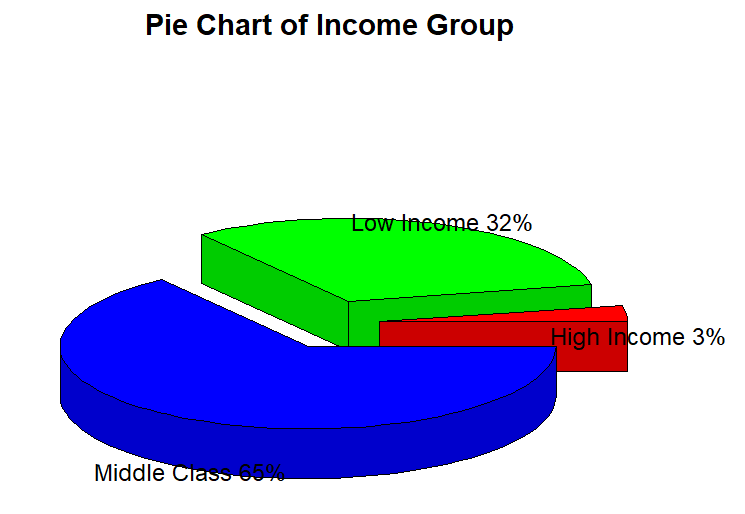 Pie Chart of Income Group
Low Income 32%
High Income 3%
Middle Class 65%